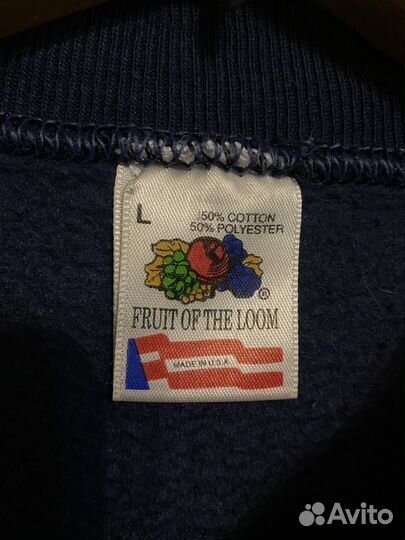 L
50% COTTON
50% POLYESTER
®
FRUIT OF THE LOOM
MADE IN U.S.A.
Avito